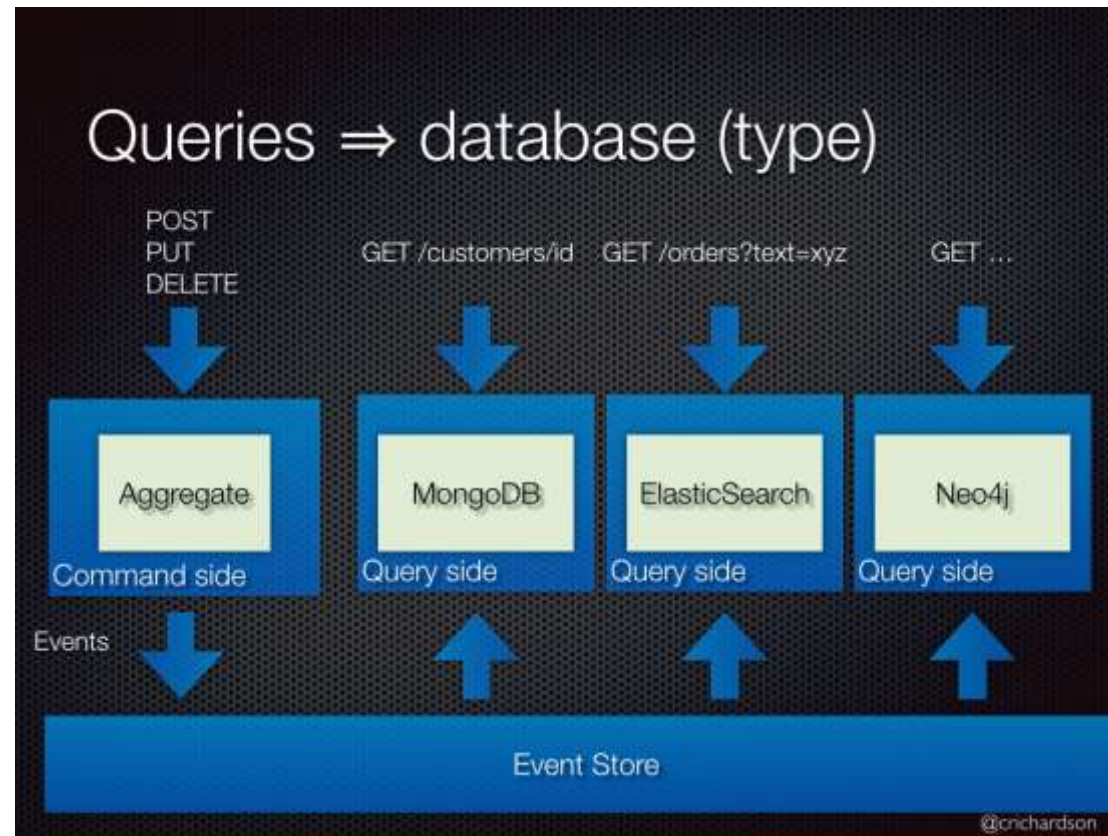 Queries ⇒ database (type)
POST
PUT
DELETE
GET /customers/id
GET /orders?text=xyz
GET ...
Aggregate
Command side
MongoDB
Query side
ElasticSearch
Query side
Neo4j
Query side
Events
Event Store
@crichardson